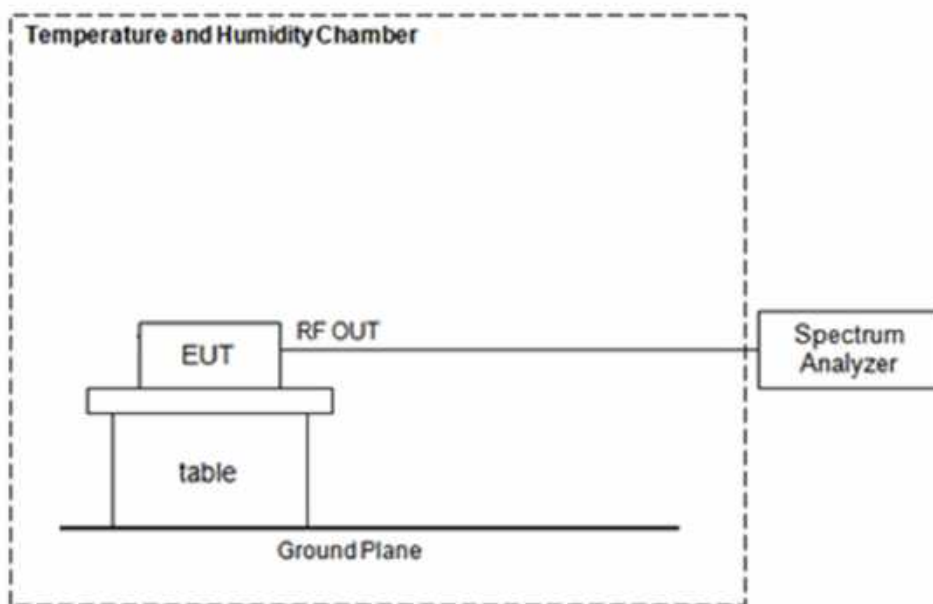 Temperature and Humidity Chamber
RF OUT
EUT
Spectrum
Analyzer
table
Ground Plane